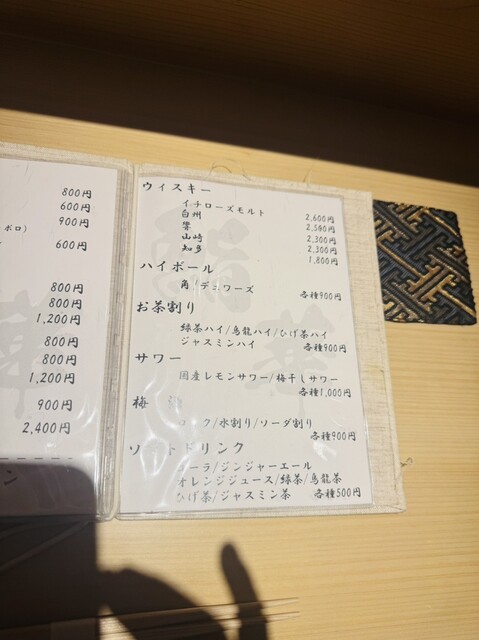 800円
600円
900円
ポロ)
600円
800円
800円
1,200円
800円
800円
1,200円
900円
2,400円
ン
ウィスキー
イチローズモルト 2,600円
白州 2,500円
響 2,300円
山崎 2,300円
知多 1,800円
ハイボール
角/デュワーズ 各種900円
お茶割り
緑茶ハイ/烏龍ハイ/ひげ茶ハイ
ジャスミンハイ 各種900円
サワー
国産レモンサワー/梅干しサワー
各種1,000円
梅
ロック/水割り/ソーダ割り
各種900円
ソフトドリンク
コーラ/ジンジャーエール
オレンジジュース/緑茶/烏龍茶
ひげ茶/ジャスミン茶 各種500円